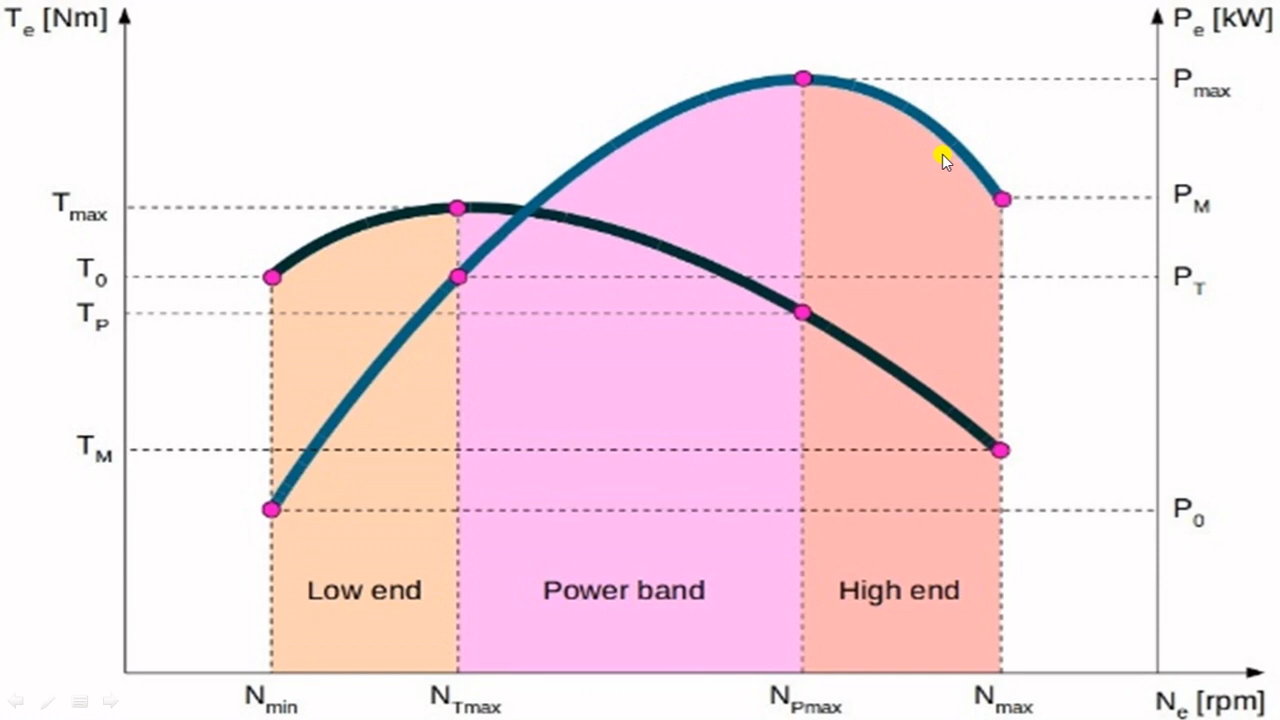 Te [Nm]
Pe [kW]
Pmax
Tmax
PM
T0
PT
TP
TM
P0
Low end
Power band
High end
Nmin
NTmax
NPmax
Nmax
Ne [rpm]